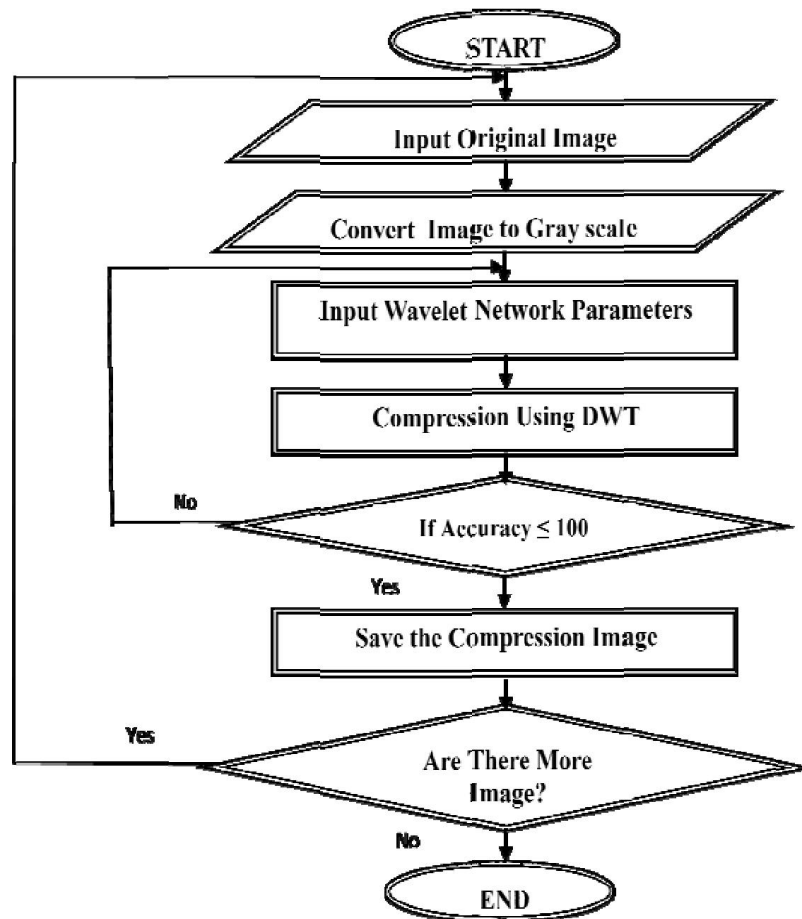 START
Input Original Image
Convert Image to Gray scale
Input Wavelet Network Parameters
Compression Using DWT
No
If Accuracy ≤ 100
Yes
Save the Compression Image
Yes
Are There More
Image?
No
END